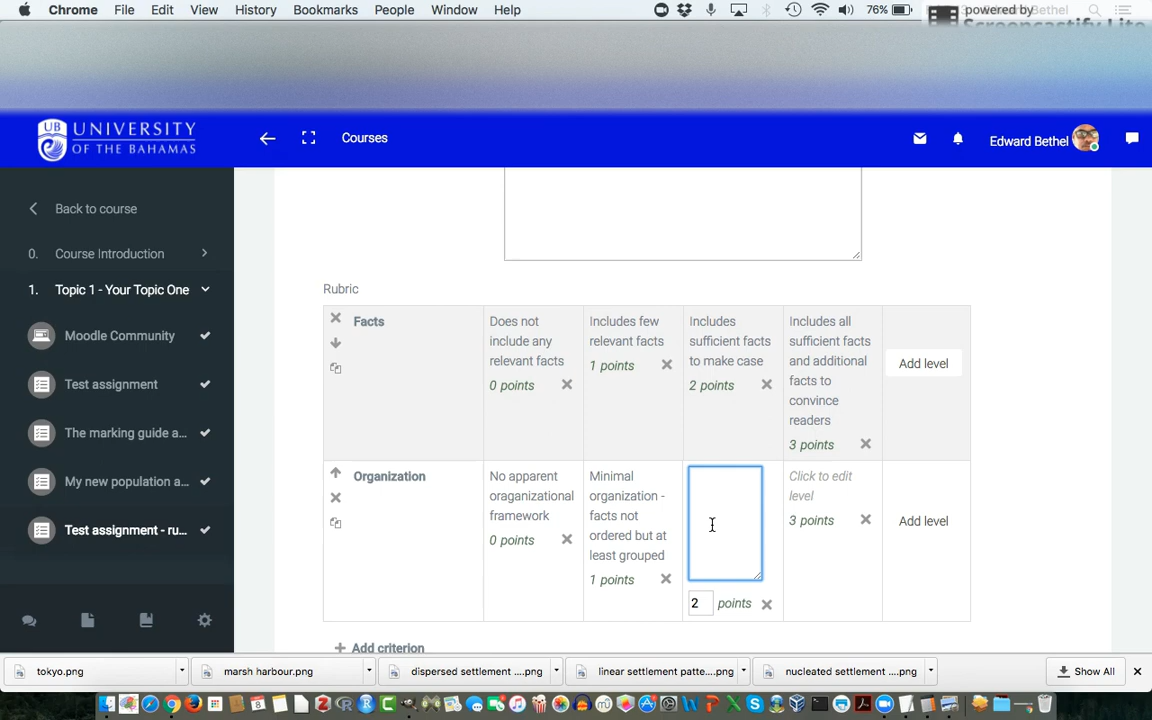 Chrome File Edit View History Bookmarks People Window Help 76% Bethel
powered by
Screencastify Lite
UB UNIVERSITY
OF THE BAHAMAS
Courses
Edward Bethel
Back to course
0. Course Introduction
1. Topic 1 - Your Topic One
Moodle Community
Test assignment
The marking guide a...
My new population a...
Test assignment - ru...
Rubric
Facts
Does not
include any
relevant facts
0 points
Includes few
relevant facts
1 points
Includes
sufficient facts
to make case
2 points
Includes all
sufficient facts
and additional
facts to
convince
readers
3 points
Add level
Organization
No apparent
oraganizational
framework
0 points
Minimal
organization -
facts not
ordered but at
least grouped
1 points
2 points
Click to edit
level
3 points
Add level
Add criterion
tokyo.png
marsh harbour.png
dispersed settlement ....png
linear settlement patte....png
nucleated settlement ....png
Show All